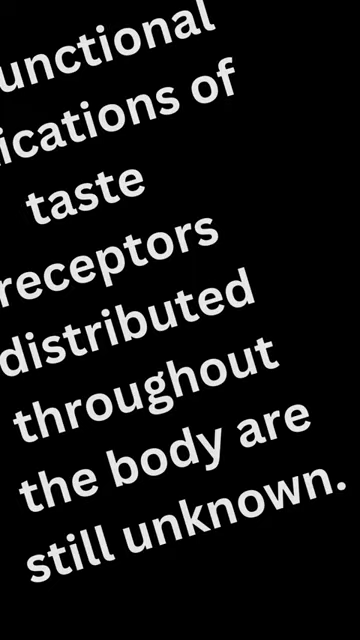 unctional
ications of
taste
receptors
distributed
throughout
the body are
still unknown.